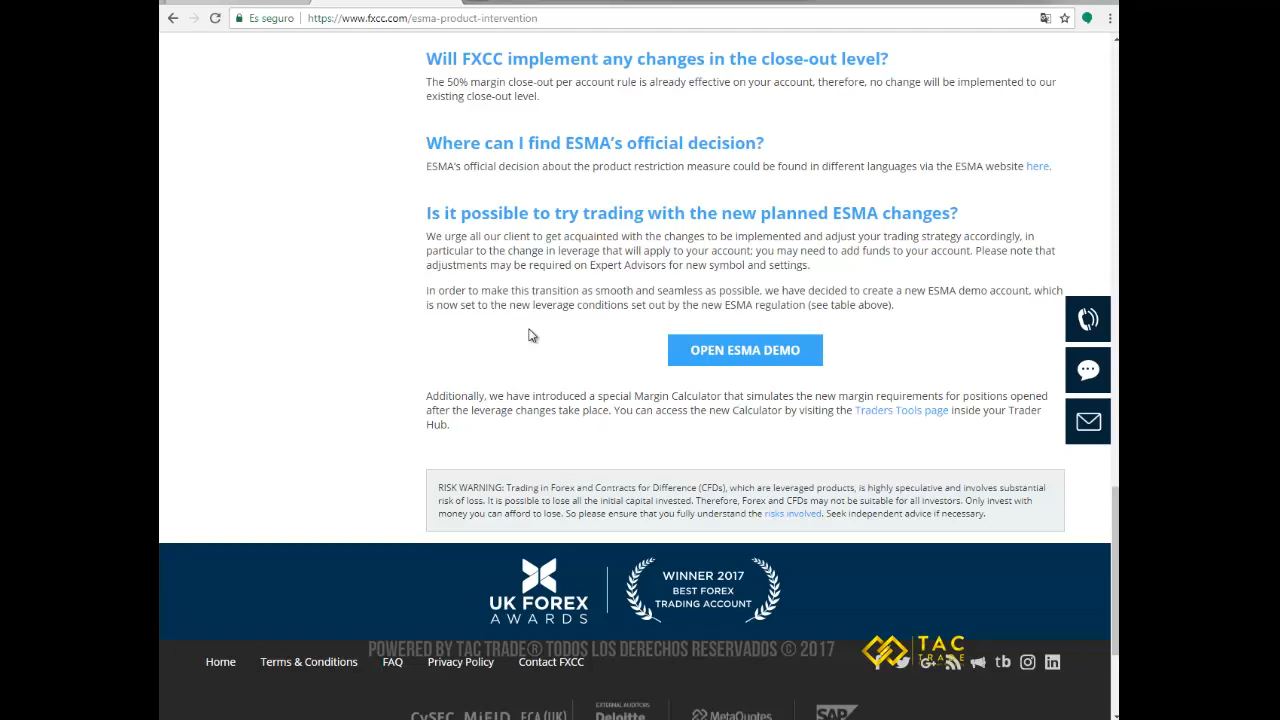 Es seguro
https://www.fxcc.com/esma-product-intervention
Will FXCC implement any changes in the close-out level?
The 50% margin close-out per account rule is already effective on your account, therefore, no change will be implemented to our
existing close-out level.
Where can I find ESMA's official decision?
ESMA's official decision about the product restriction measure could be found in different languages via the ESMA website here.
Is it possible to try trading with the new planned ESMA changes?
We urge all our client to get acquainted with the changes to be implemented and adjust your trading strategy accordingly, in
particular to the change in leverage that will apply to your account; you may need to add funds to your account. Please note that
adjustments may be required on Expert Advisors for new symbol and settings.
In order to make this transition as smooth and seamless as possible, we have decided to create a new ESMA demo account, which
is now set to the new leverage conditions set out by the new ESMA regulation (see table above).
OPEN ESMA DEMO
Additionally, we have introduced a special Margin Calculator that simulates the new margin requirements for positions opened
after the leverage changes take place. You can access the new Calculator by visiting the Traders Tools page inside your Trader
Hub.
RISK WARNING: Trading in Forex and Contracts for Difference (CFDs), which are leveraged products, is highly speculative and involves substantial
risk of loss. It is possible to lose all the initial capital invested. Therefore, Forex and CFDs may not be suitable for all investors. Only invest with
money you can afford to lose. So please ensure that you fully understand the risks involved. Seek independent advice if necessary.
UK FOREX
AWARDS
WINNER 2017
BEST FOREX
TRADING ACCOUNT
POWERED BY TAC TRADE® TODOS LOS DERECHOS RESERVADOS © 2017
TAC
TRADE
Home
Terms & Conditions
FAQ
Privacy Policy
Contact FXCC
CySEC MiFID FCA(UK)
EXTERNAL AUDITORS
Deloitte
MetaQuotes
SAP